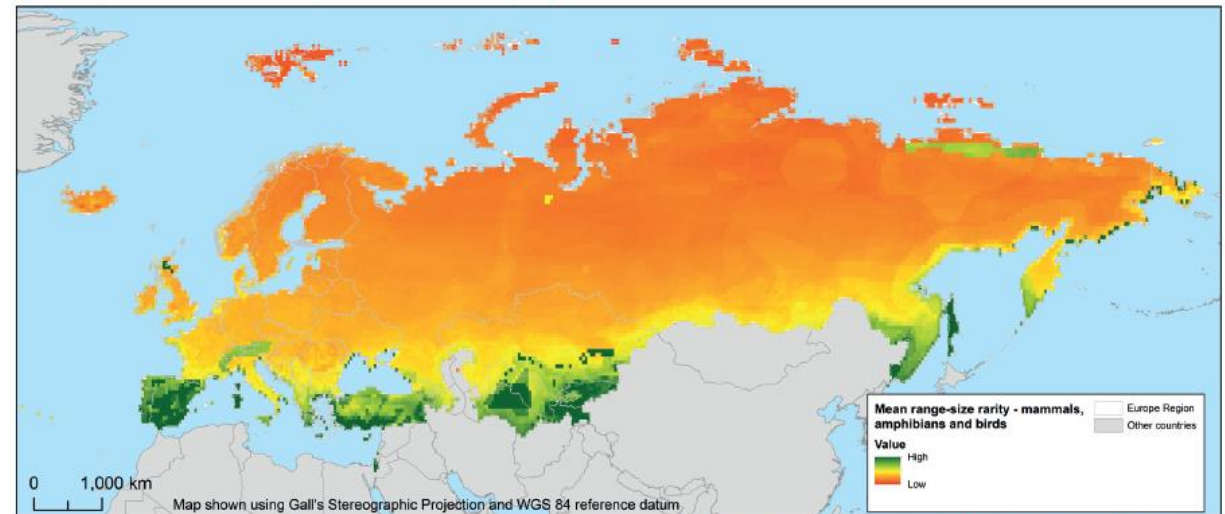 Mean range-size rarity - mammals,
amphibians and birds
Value
High
Low
Europe Region
Other countries
0 1,000 km
Map shown using Gall's Stereographic Projection and WGS 84 reference datum